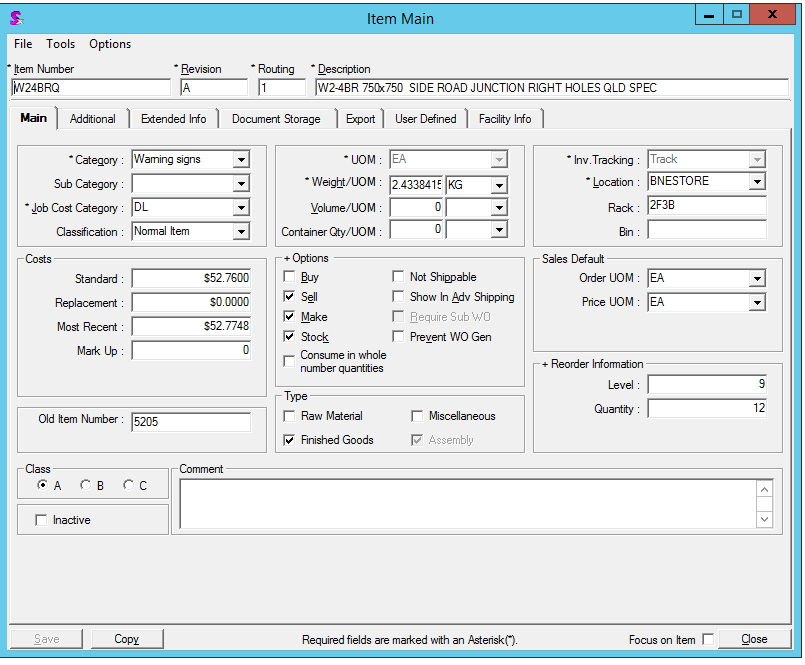 Item Main
File Tools Options
* Item Number * Revision * Routing * Description
W24BRQ A 1 W2-4BR 750x750 SIDE ROAD JUNCTION RIGHT HOLES QLD SPEC
Main Additional Extended Info Document Storage Export User Defined Facility Info
* Category : Warning signs
Sub Category :
* Job Cost Category : DL
Classification : Normal Item
* UOM : EA
* Weight/UOM : 2.4338415 KG
Volume/UOM : 0
Container Qty/UOM : 0
* Inv.Tracking : Track
* Location : BNESTORE
Rack : 2F3B
Bin :
Costs
Standard : $52.7600
Replacement : $0.0000
Most Recent : $52.7748
Mark Up : 0
+ Options
Buy Not Shippable
Sell Show In Adv Shipping
Make Require Sub WO
Stock Prevent WO Gen
Consume in whole
number quantities
Sales Default
Order UOM : EA
Price UOM : EA
+ Reorder Information
Level : 9
Quantity : 12
Old Item Number : 5205
Type
Raw Material Miscellaneous
Finished Goods Assembly
Class
A B C
Inactive
Comment
Save Copy Required fields are marked with an Asterisk(*). Focus on Item Close